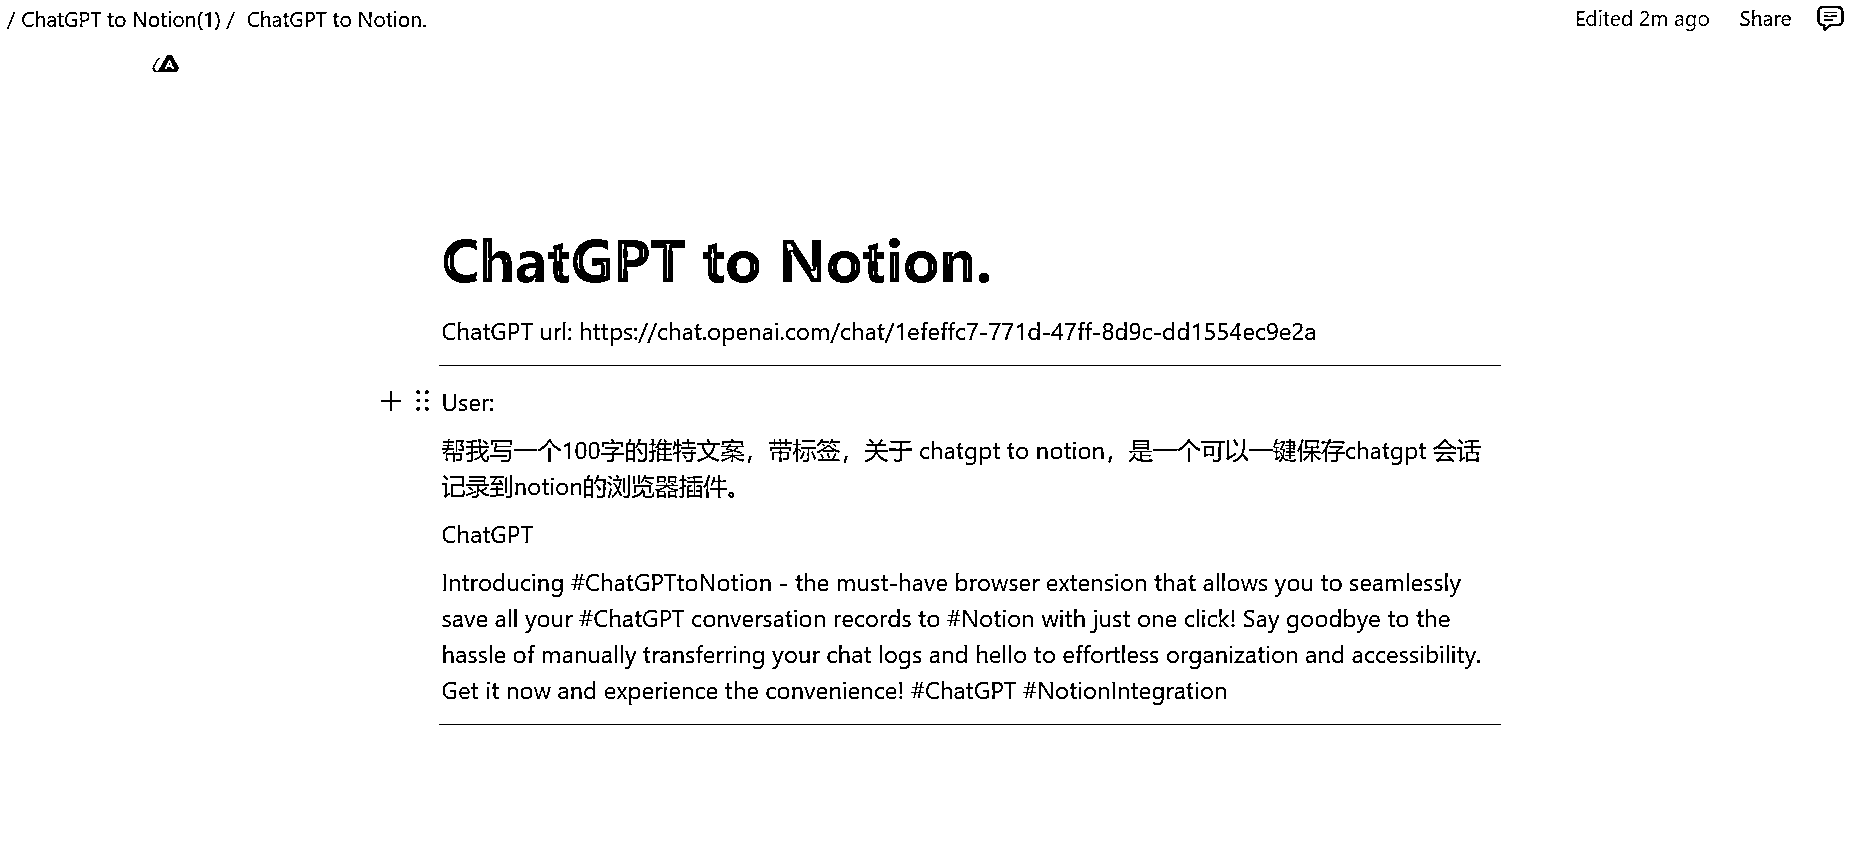 / ChatGPT to Notion(1) / ChatGPT to Notion.
Edited 2m ago Share
A
ChatGPT to Notion.
ChatGPT url: https://chat.openai.com/chat/1efeffc7-771d-47ff-8d9c-dd1554ec9e2a
User:
帮我写一个100字的推特文案，带标签，关于 chatgpt to notion，是一个可以一键保存chatgpt 会话
记录到notion的浏览器插件。
ChatGPT
Introducing #ChatGPTtoNotion - the must-have browser extension that allows you to seamlessly
save all your #ChatGPT conversation records to #Notion with just one click! Say goodbye to the
hassle of manually transferring your chat logs and hello to effortless organization and accessibility.
Get it now and experience the convenience! #ChatGPT #NotionIntegration